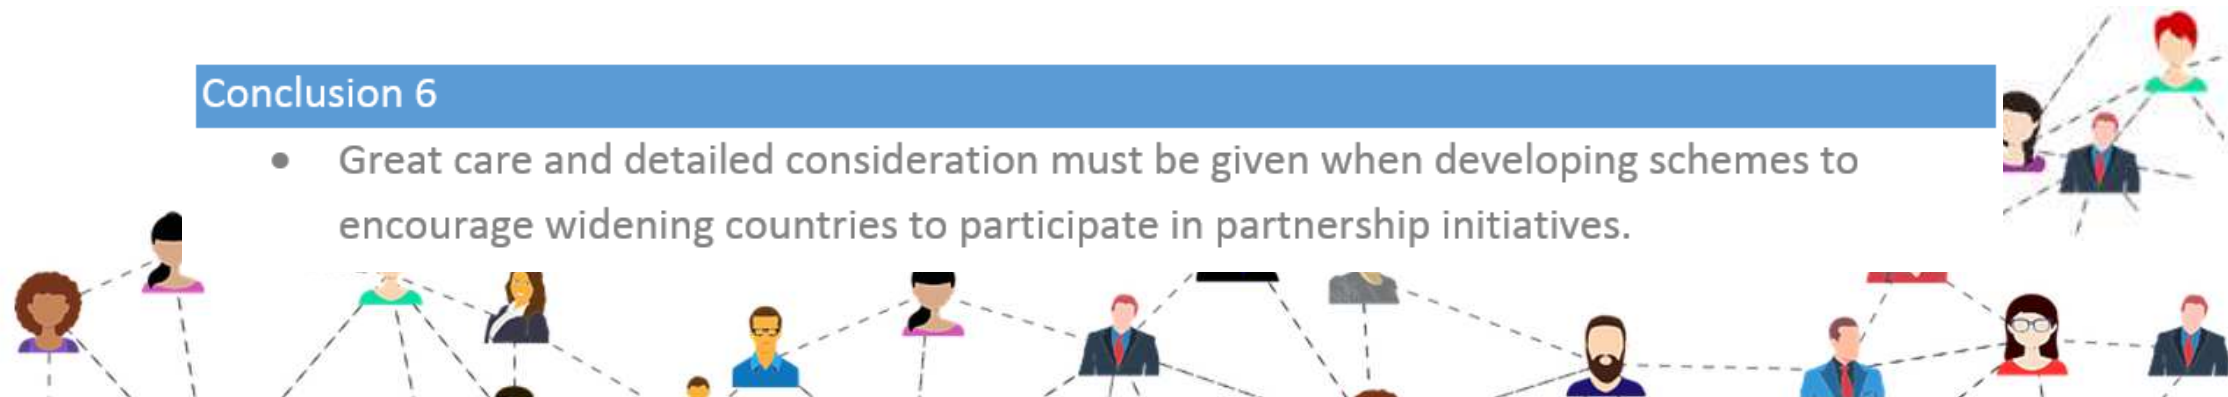 Conclusion 6
● Great care and detailed consideration must be given when developing schemes to
encourage widening countries to participate in partnership initiatives.